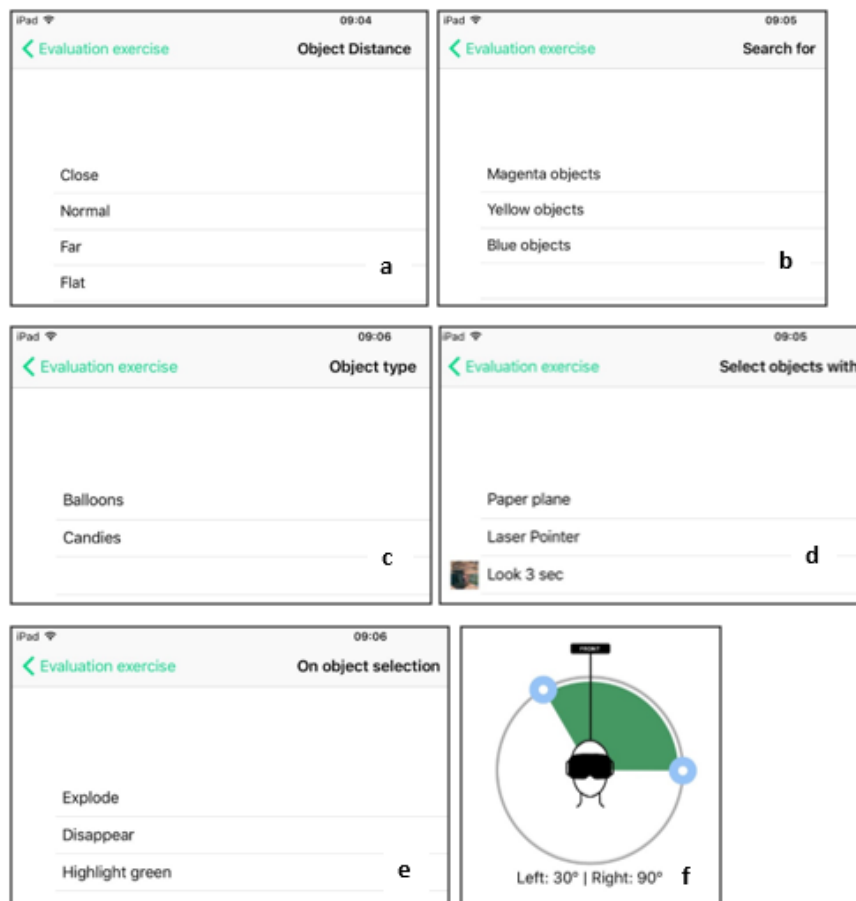 iPad 09:04
Evaluation exercise Object Distance
Close
Normal
Far
Flat
a
iPad 09:05
Evaluation exercise Search for
Magenta objects
Yellow objects
Blue objects
b
iPad 09:06
Evaluation exercise Object type
Balloons
Candies
c
iPad 09:05
Evaluation exercise Select objects with
Paper plane
Laser Pointer
Look 3 sec
d
iPad 09:06
Evaluation exercise On object selection
Explode
Disappear
Highlight green
e
FRONT
Left: 30° | Right: 90°
f